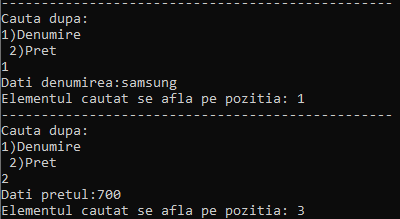 --------------------------------------------------
Cauta dupa:
1)Denumire
 2)Pret
1
Dati denumirea:samsung
Elementul cautat se afla pe pozitia: 1
--------------------------------------------------
Cauta dupa:
1)Denumire
 2)Pret
2
Dati pretul:700
Elementul cautat se afla pe pozitia: 3